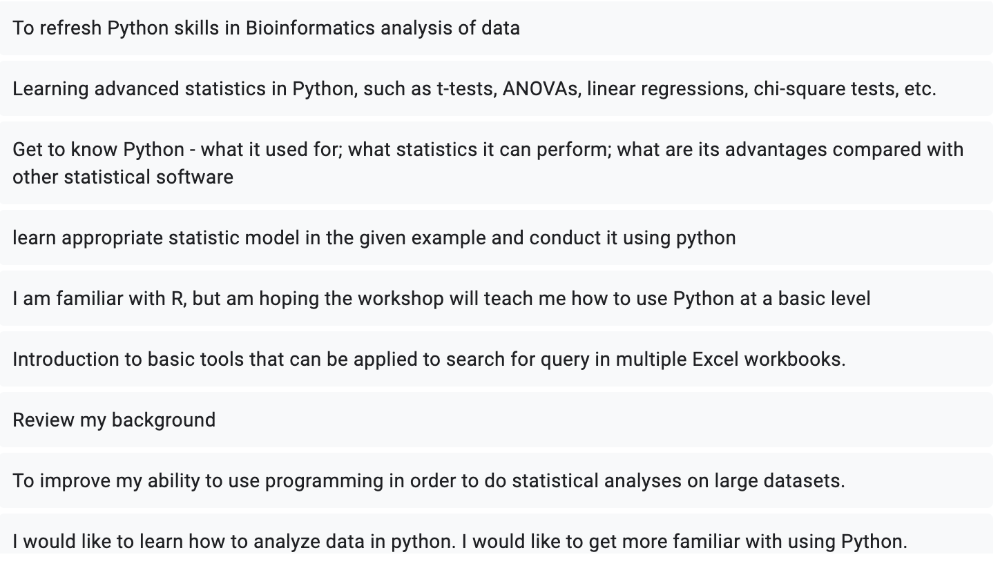 To refresh Python skills in Bioinformatics analysis of data
Learning advanced statistics in Python, such as t-tests, ANOVAs, linear regressions, chi-square tests, etc.
Get to know Python - what it used for; what statistics it can perform; what are its advantages compared with
other statistical software
learn appropriate statistic model in the given example and conduct it using python
I am familiar with R, but am hoping the workshop will teach me how to use Python at a basic level
Introduction to basic tools that can be applied to search for query in multiple Excel workbooks.
Review my background
To improve my ability to use programming in order to do statistical analyses on large datasets.
I would like to learn how to analyze data in python. I would like to get more familiar with using Python.